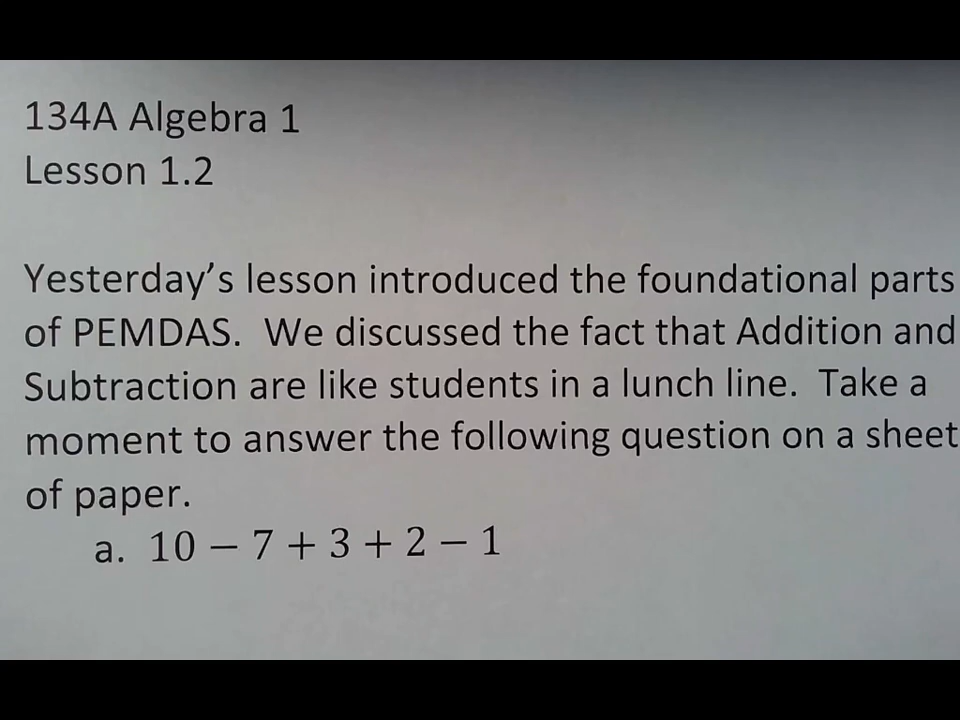 134A Algebra 1
Lesson 1.2
Yesterday’s lesson introduced the foundational parts
of PEMDAS.  We discussed the fact that Addition and
Subtraction are like students in a lunch line.  Take a
moment to answer the following question on a sheet
of paper.
a. 10 − 7 + 3 + 2 − 1